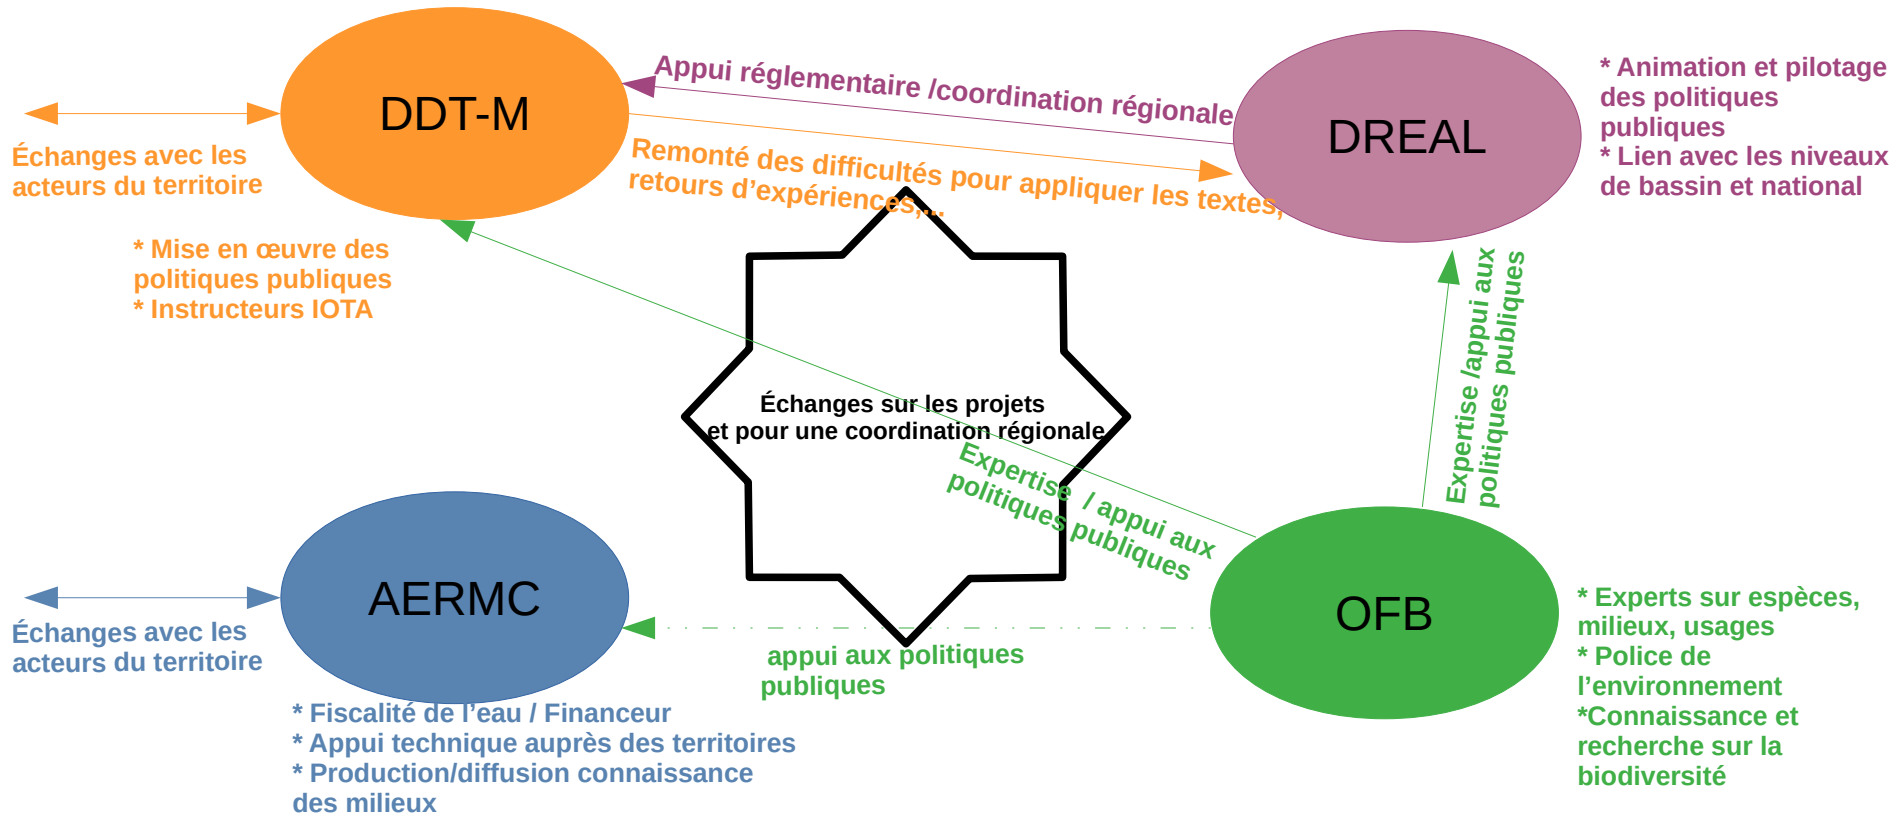 DDT-M
Appui réglementaire /coordination régionale
DREAL
* Animation et pilotage
des politiques
publiques
* Lien avec les niveaux
de bassin et national
Échanges avec les
acteurs du territoire
Remonté des difficultés pour appliquer les textes,
retours d’expériences,...
* Mise en œuvre des
politiques publiques
* Instructeurs IOTA
Expertise /appui aux
politiques publiques
Échanges sur les projets
et pour une coordination régionale
Expertise  / appui aux
politiques publiques
AERMC
OFB
Échanges avec les
acteurs du territoire
appui aux politiques
publiques
* Experts sur espèces,
milieux, usages
* Police de
l’environnement
*Connaissance et
recherche sur la
biodiversité
* Fiscalité de l’eau / Financeur
* Appui technique auprès des territoires
* Production/diffusion connaissance
des milieux